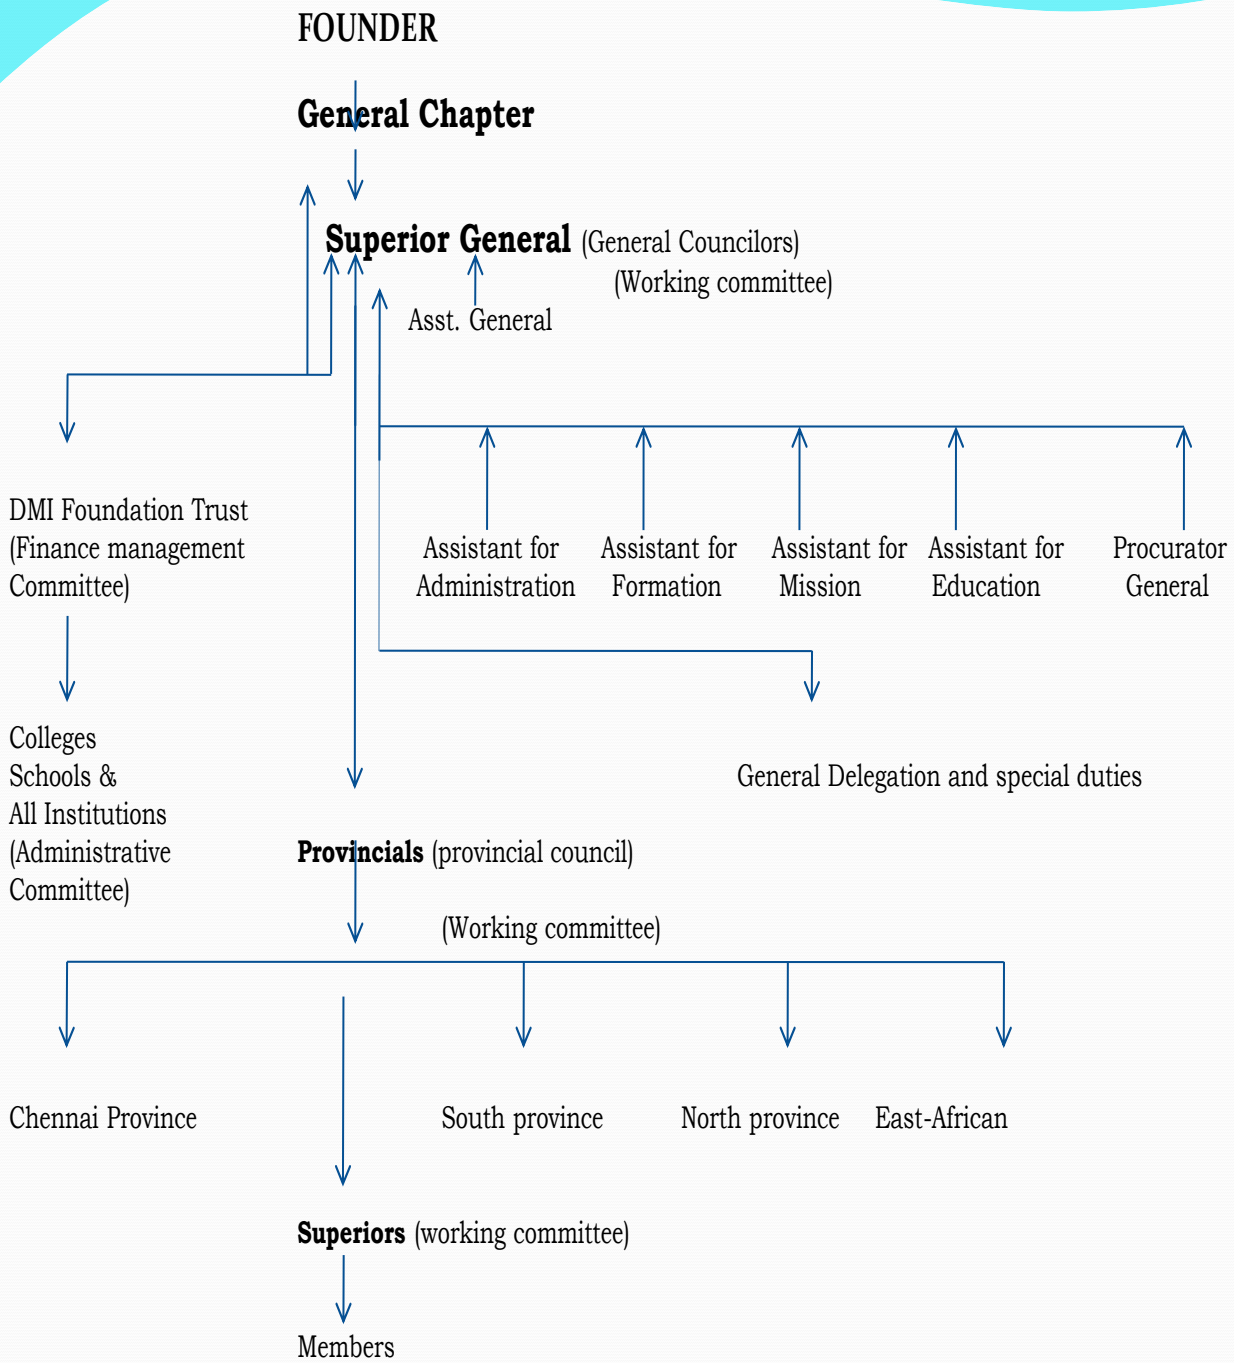 FOUNDER
General Chapter
Superior General (General Councilors)
(Working committee)
Asst. General
DMI Foundation Trust
(Finance management
Committee)
Assistant for
Administration
Assistant for
Formation
Assistant for
Mission
Assistant for
Education
Procurator
General
Colleges
Schools &
All Institutions
(Administrative
Committee)
General Delegation and special duties
Provincials (provincial council)
(Working committee)
Chennai Province
South province
North province
East-African
Superiors (working committee)
Members